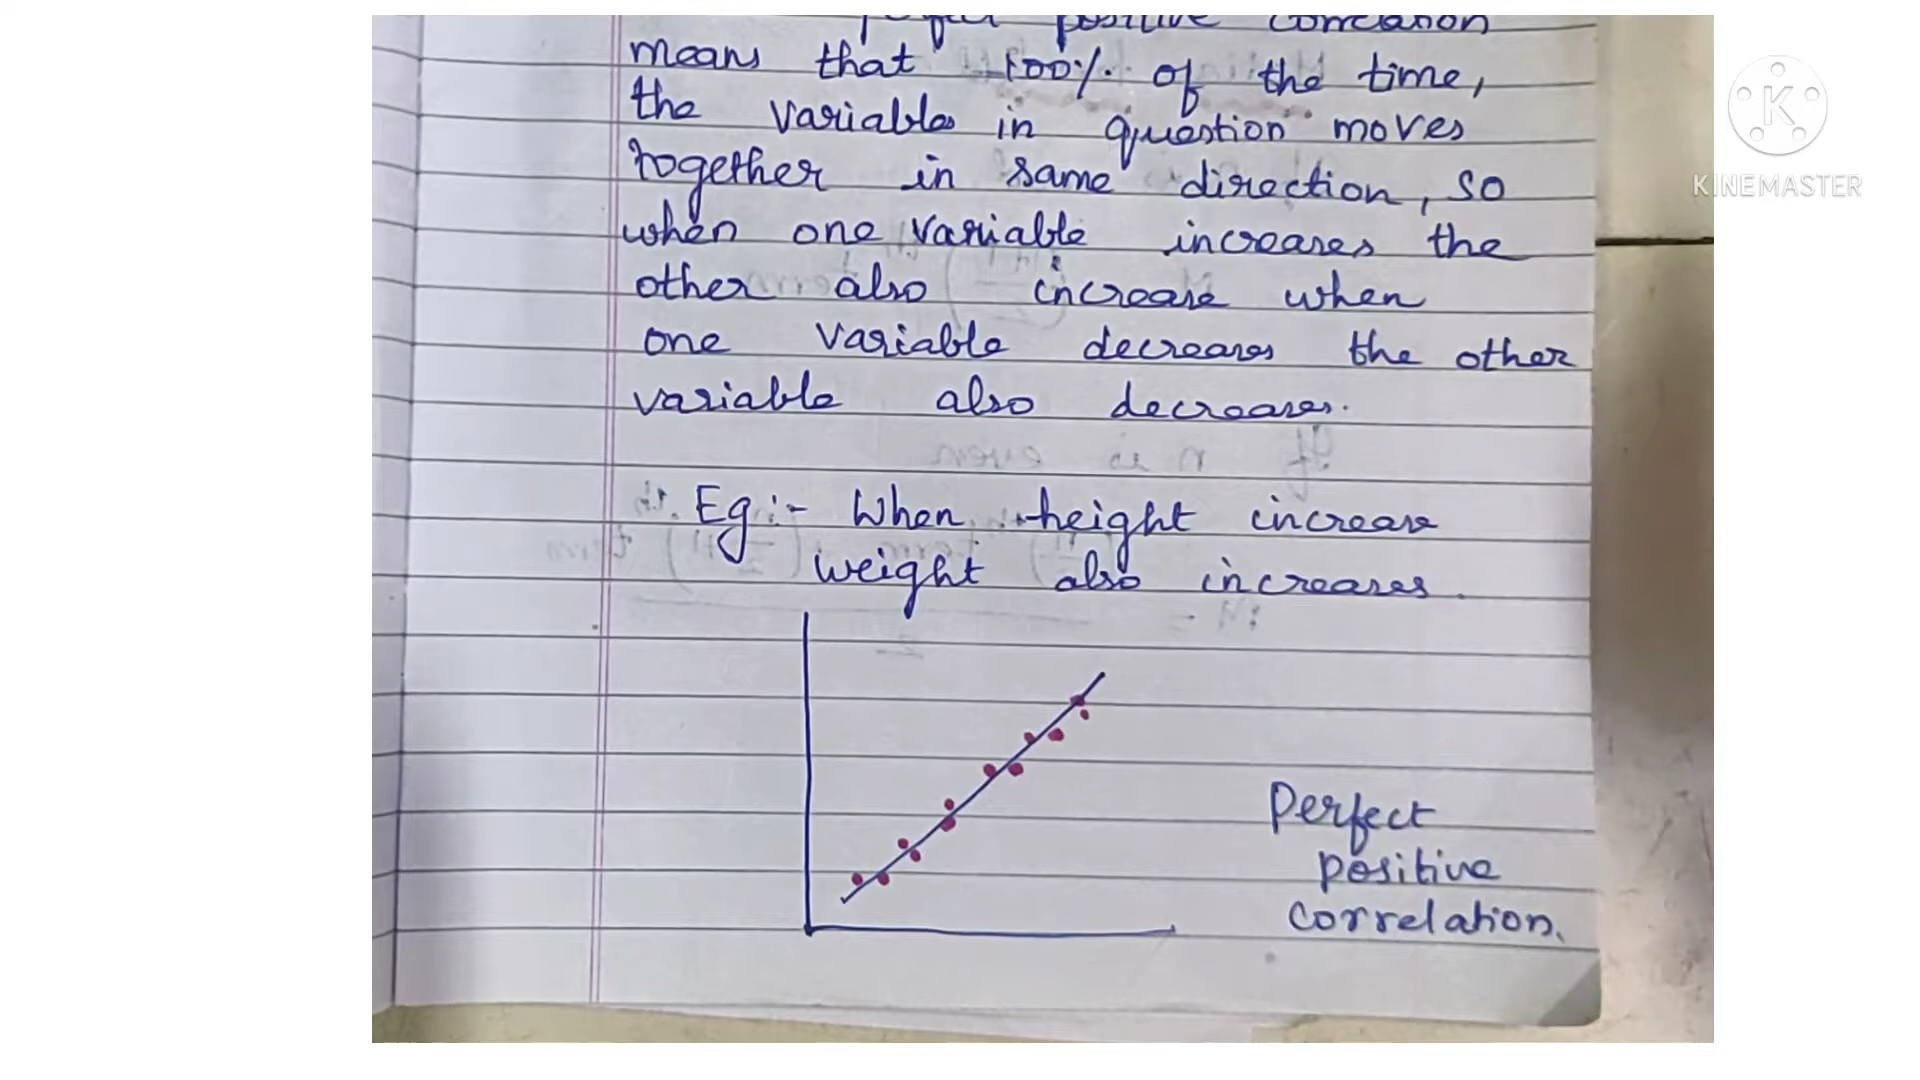 positive correlation
means that 100% of the time,
the variables in question moves
together in same direction, so
when one variable increases the
other also increase when
one variable decreases the other
variable also decreases.
Eg:- When height increase
weight also increases.
Perfect
positive
correlation.
K
KINEMASTER